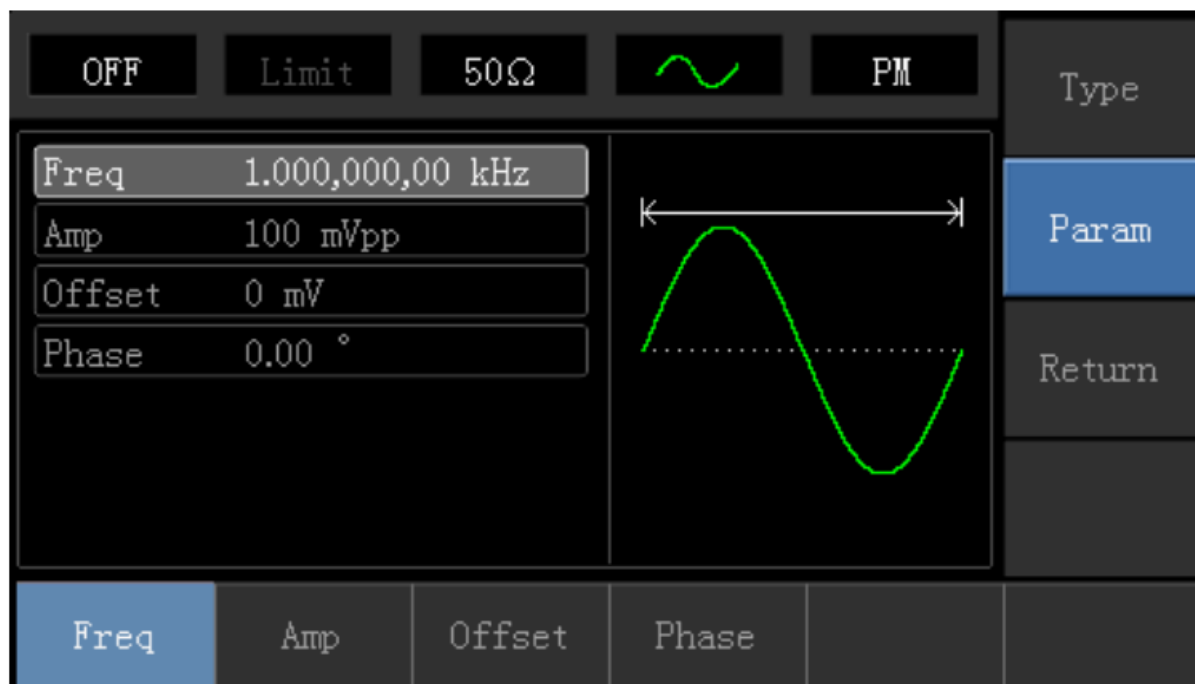 OFF Limit 50Ω PM
Type
Freq 1.000,000,00 kHz
Amp 100 mVpp
Offset 0 mV
Phase 0.00 °
Param
Return
Freq Amp Offset Phase